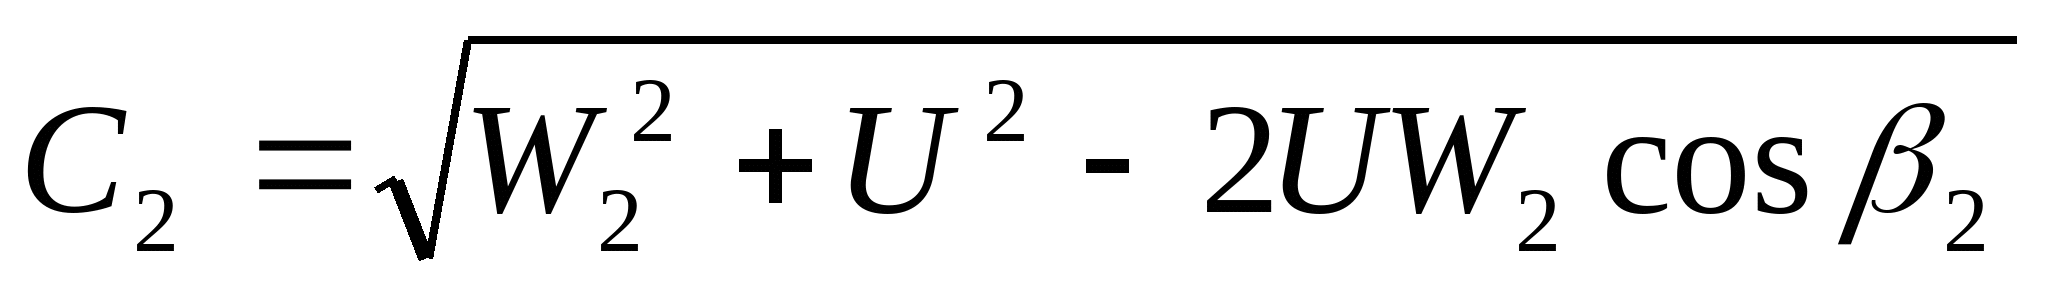 C₂ = √(W₂² + U² - 2UW₂ cos β₂)